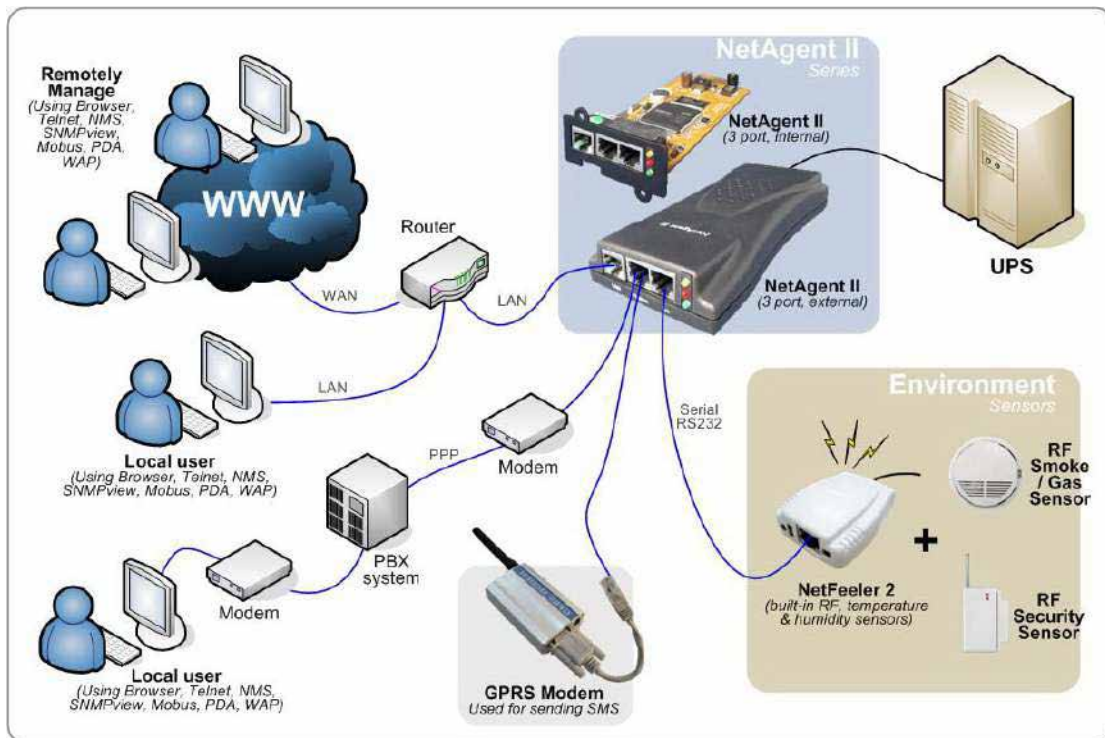 NetAgent II
Series
Remotely
Manage
(Using Browser,
Telnet, NMS,
SNMPview,
Mobus, PDA,
WAP)
WWW
NetAgent II
(3 port, internal)
Router
WAN
LAN
NetAgent II
(3 port, external)
UPS
LAN
Local user
(Using Browser, Telnet, NMS,
SNMPview, Mobus, PDA, WAP)
PPP
Modem
Serial
RS232
Environment
Sensors
RF
Smoke
/ Gas
Sensor
PBX
system
Modem
NetFeeler 2
(built-in RF, temperature
& humidity sensors)
+
RF
Security
Sensor
Local user
(Using Browser, Telnet, NMS,
SNMPview, Mobus, PDA, WAP)
GPRS Modem
Used for sending SMS